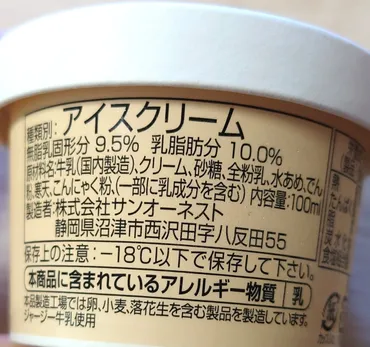 種類別：アイスクリーム
無脂乳固形分 9.5% 乳脂肪分 10.0%
原材料名：牛乳(国内製造)、クリーム、砂糖、全粉乳、水あめ、でん
粉、寒天、こんにゃく粉、(一部に乳成分を含む) 内容量：100ml
製造者：株式会社サンオーネスト
静岡県沼津市西沢田字八反田55
保存上の注意：−18℃以下で保存して下さい。
本商品に含まれているアレルギー物質 乳
本品製造工場では卵、小麦、落花生を含む製品を製造しています。
ジャージー牛乳使用